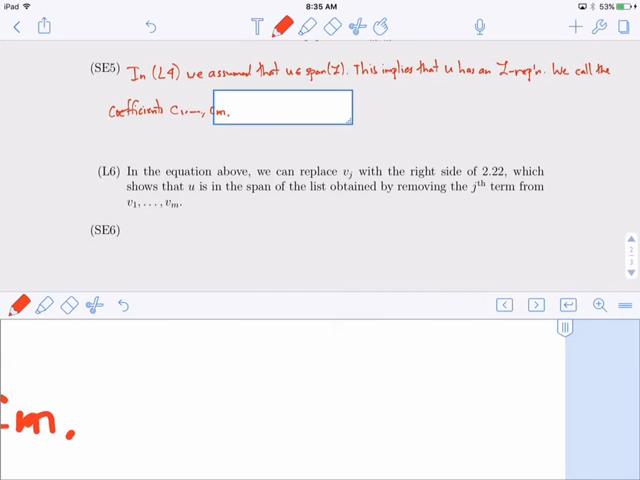 iPad
8:35 AM
53%
(SE5) In (L4) we assumed that u ∈ span(L). This implies that u has an L-rep'n. We call the
coefficients c₁,..., cₘ.
(L6) In the equation above, we can replace vⱼ with the right side of 2.22, which
shows that u is in the span of the list obtained by removing the jᵗʰ term from
v₁, . . . , vₘ.
(SE6)
2
3
m.